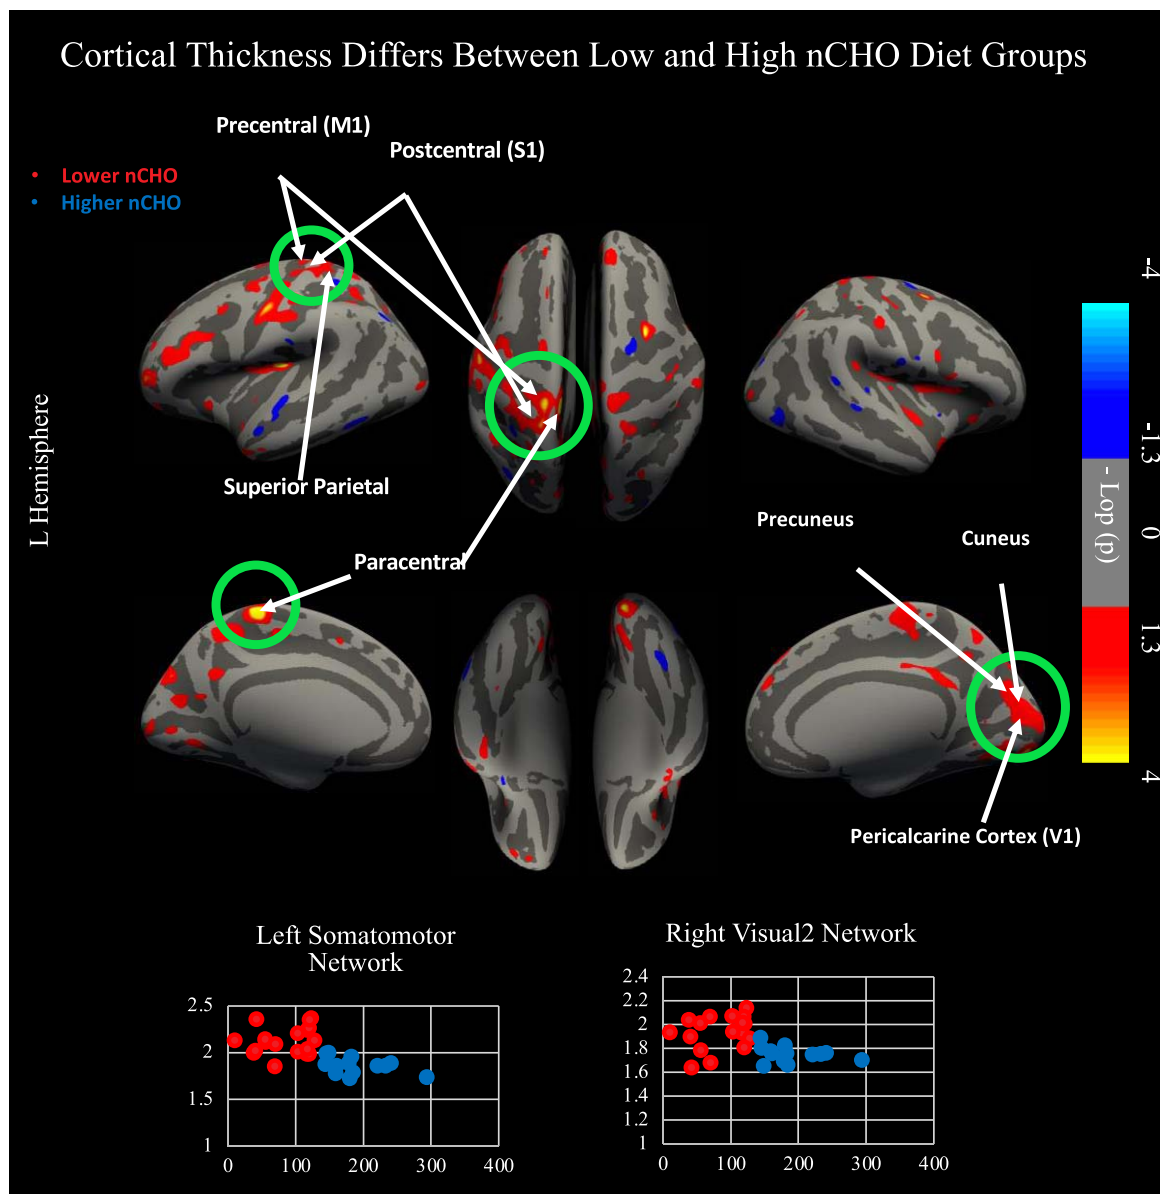 Cortical Thickness Differs Between Low and High nCHO Diet Groups
Precentral (M1)
Postcentral (S1)
• Lower nCHO
• Higher nCHO
L Hemisphere
Superior Parietal
Paracentral
Precuneus
Cuneus
Pericalcarine Cortex (V1)
-4
-1.3
0
- Lop (p)
1.3
4
Left Somatomotor
Network
2.5
2
1.5
1
0 100 200 300 400
Right Visual2 Network
2.4
2.2
2
1.8
1.6
1.4
1.2
1
0 100 200 300 400